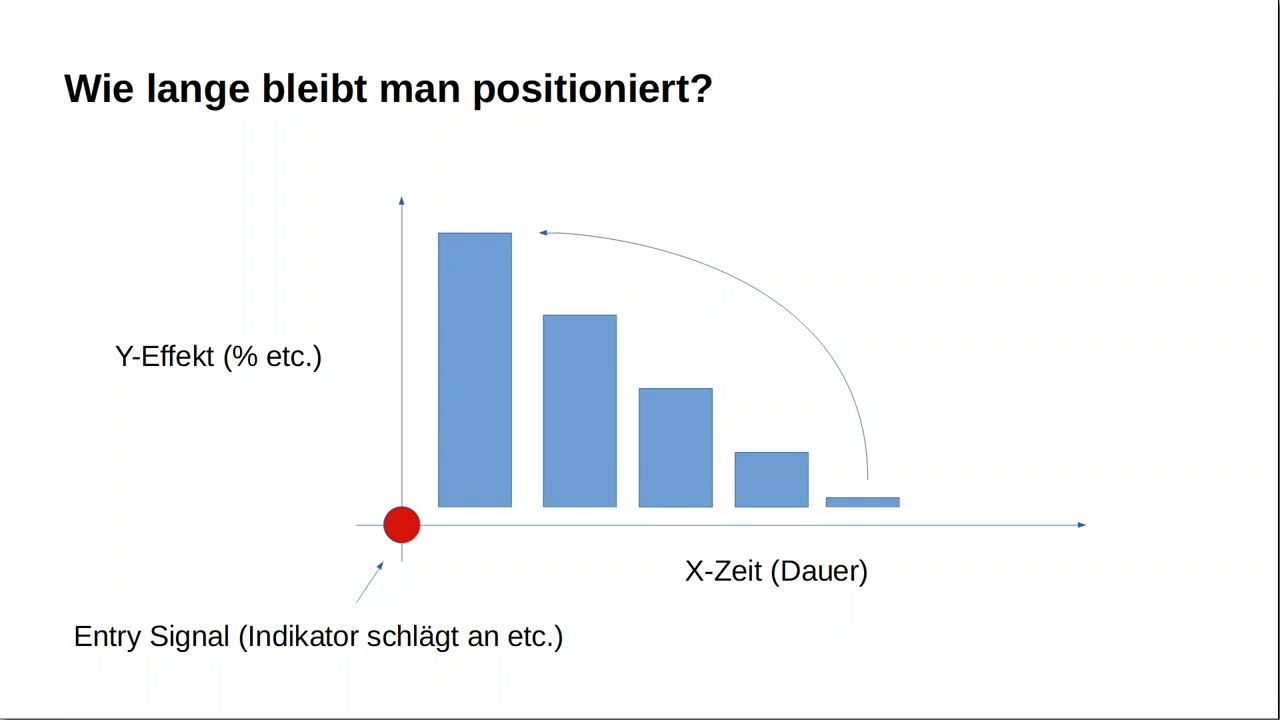 Wie lange bleibt man positioniert?
Y-Effekt (% etc.)
X-Zeit (Dauer)
Entry Signal (Indikator schlägt an etc.)